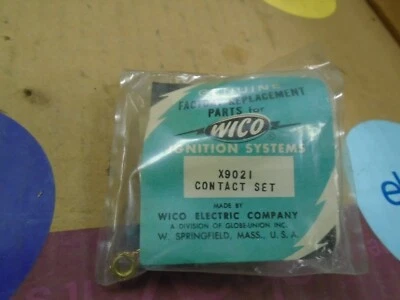 GENUINE
FACTORY REPLACEMENT
PARTS for
WICO
IGNITION SYSTEMS
X9021
CONTACT SET
MADE BY
WICO ELECTRIC COMPANY
A DIVISION OF GLOBE-UNION INC.
W. SPRINGFIELD, MASS., U. S. A.